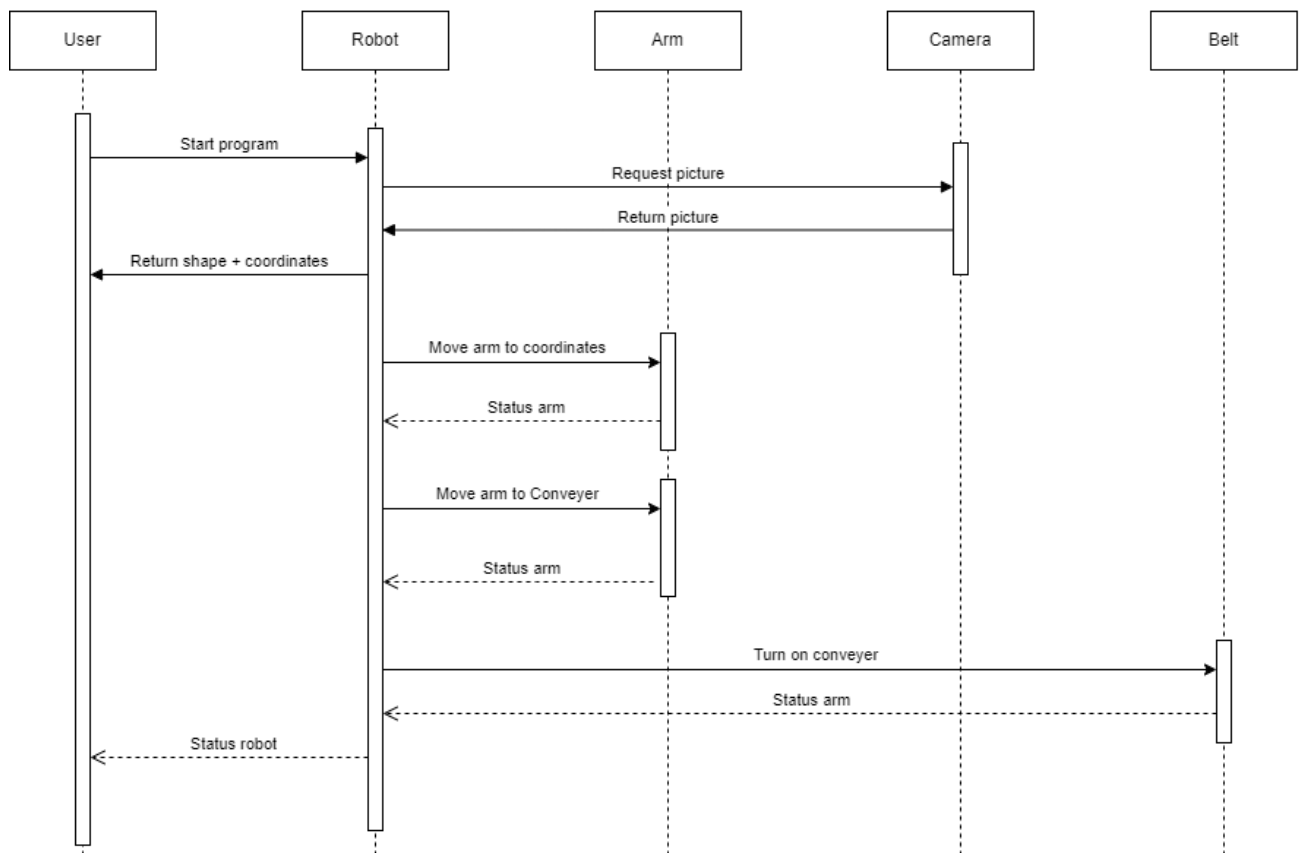 User
Robot
Arm
Camera
Belt
Start program
Request picture
Return picture
Return shape + coordinates
Move arm to coordinates
Status arm
Move arm to Conveyer
Status arm
Turn on conveyer
Status arm
Status robot